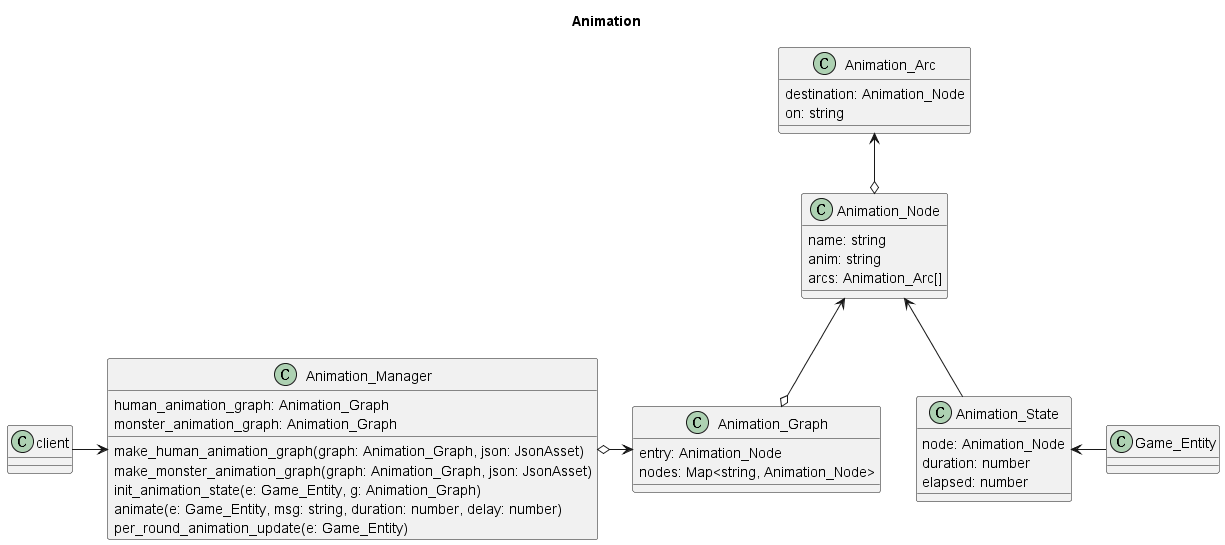 Animation
C Animation_Arc
destination: Animation_Node
on: string
C Animation_Node
name: string
anim: string
arcs: Animation_Arc[]
C client
C Animation_Manager
human_animation_graph: Animation_Graph
monster_animation_graph: Animation_Graph
make_human_animation_graph(graph: Animation_Graph, json: JsonAsset)
make_monster_animation_graph(graph: Animation_Graph, json: JsonAsset)
init_animation_state(e: Game_Entity, g: Animation_Graph)
animate(e: Game_Entity, msg: string, duration: number, delay: number)
per_round_animation_update(e: Game_Entity)
C Animation_Graph
entry: Animation_Node
nodes: Map<string, Animation_Node>
C Animation_State
node: Animation_Node
duration: number
elapsed: number
C Game_Entity